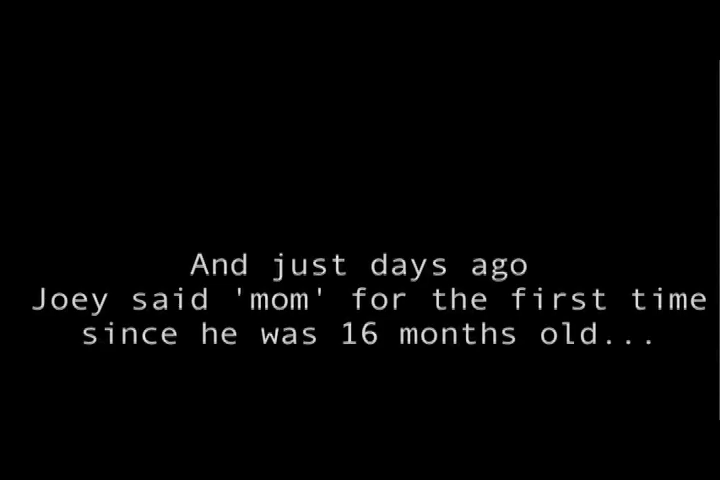 And just days ago
Joey said 'mom' for the first time
since he was 16 months old...